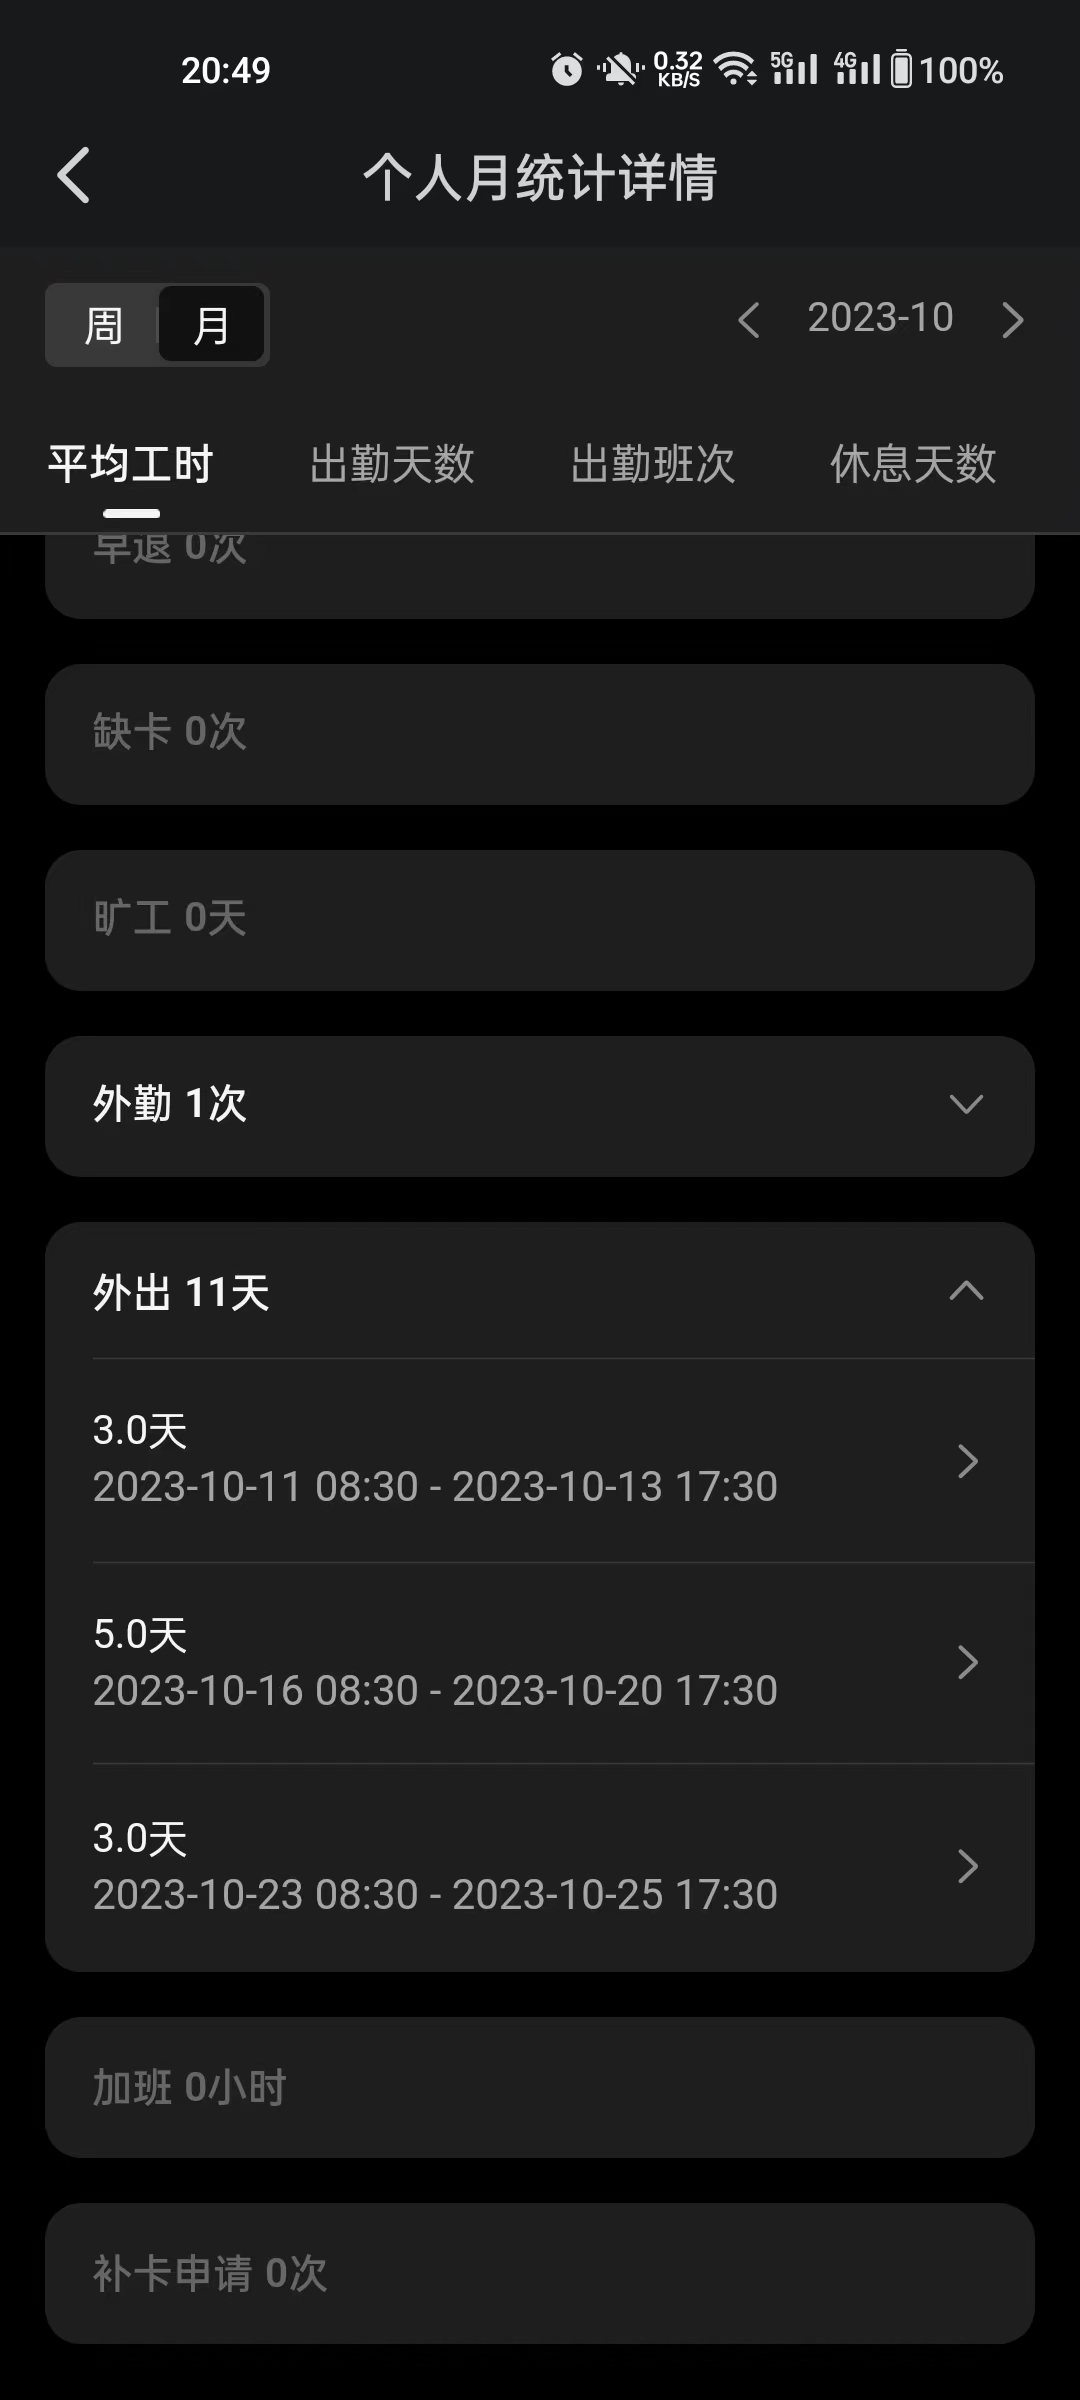 20:49
0.32
KB/S
5G
4G
100%
个人月统计详情
周
月
2023-10
平均工时
出勤天数
出勤班次
休息天数
早退 0次
缺卡 0次
旷工 0天
外勤 1次
外出 11天
3.0天
2023-10-11 08:30 - 2023-10-13 17:30
5.0天
2023-10-16 08:30 - 2023-10-20 17:30
3.0天
2023-10-23 08:30 - 2023-10-25 17:30
加班 0小时
补卡申请 0次